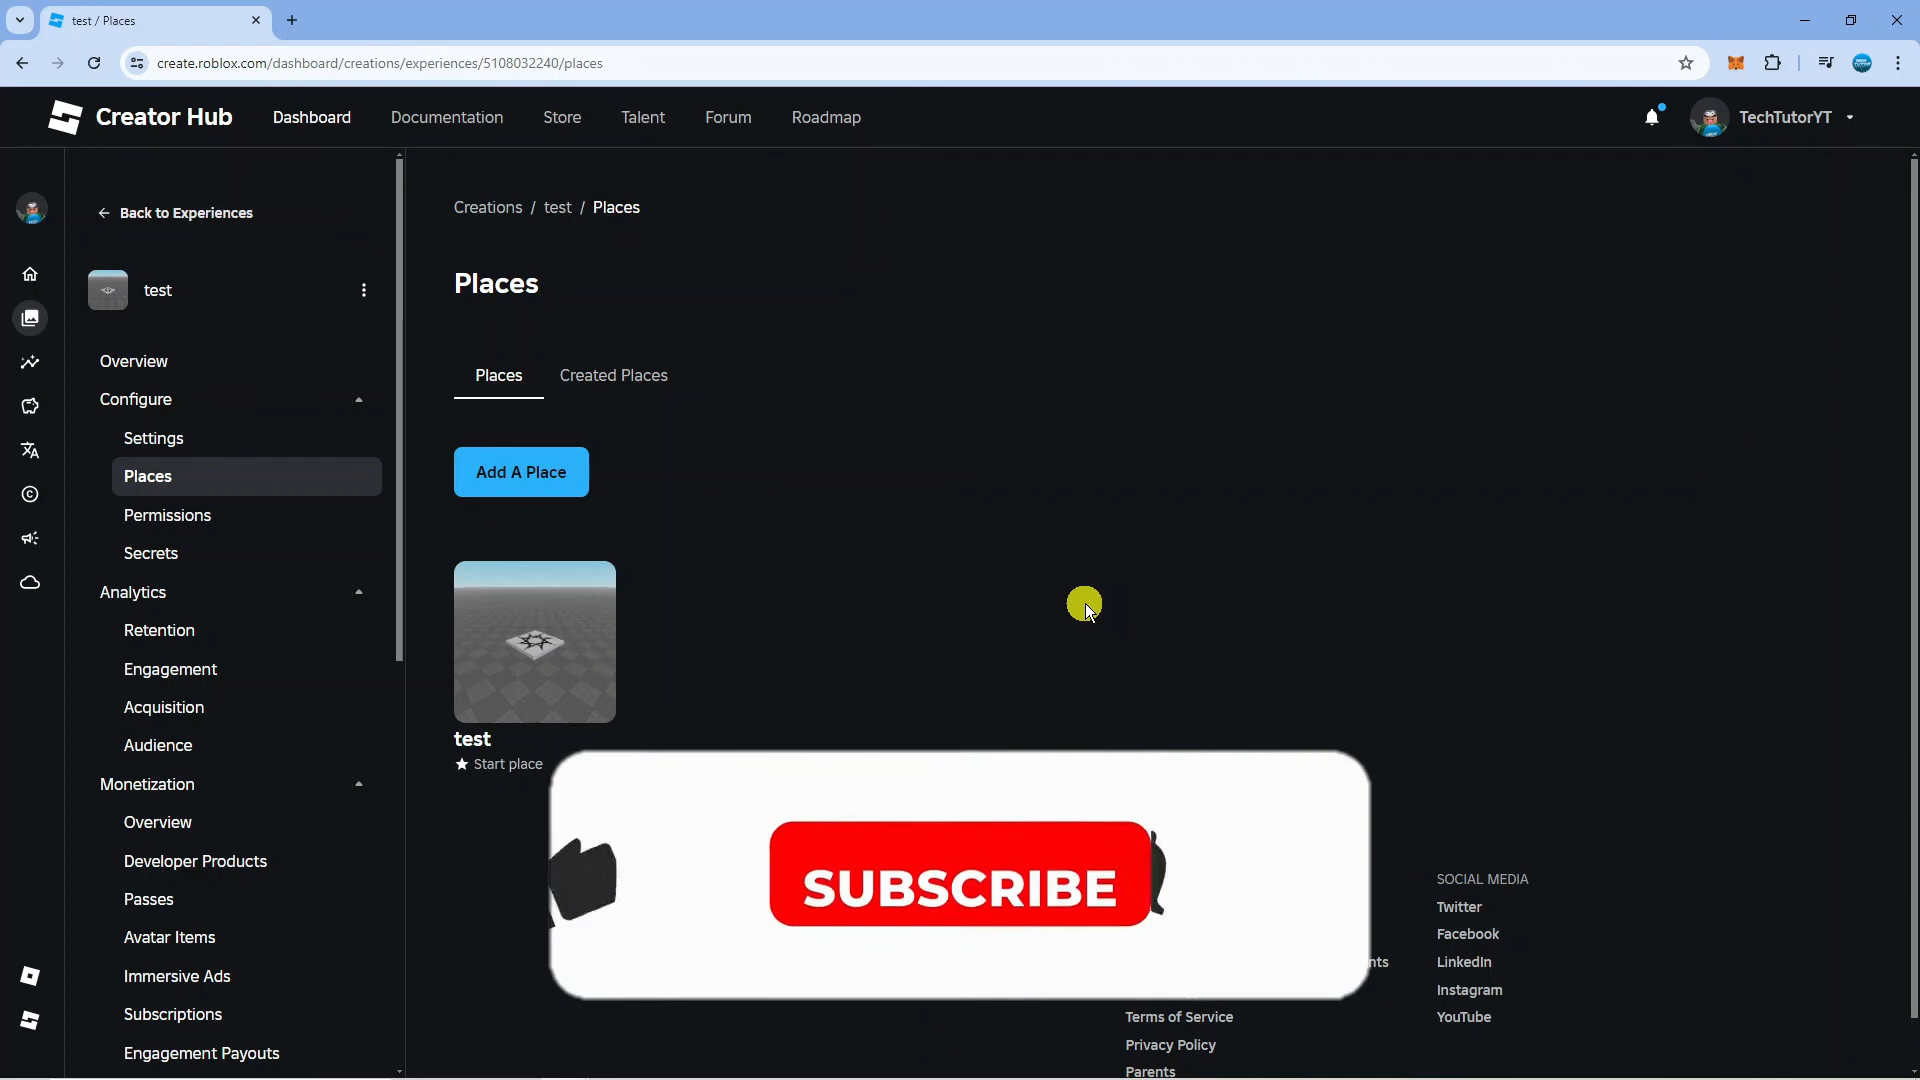 test / Places
create.roblox.com/dashboard/creations/experiences/5108032240/places
Creator Hub
Dashboard
Documentation
Store
Talent
Forum
Roadmap
TechTutorYT
Back to Experiences
test
Overview
Configure
Settings
Places
Permissions
Secrets
Analytics
Retention
Engagement
Acquisition
Audience
Monetization
Overview
Developer Products
Passes
Avatar Items
Immersive Ads
Subscriptions
Engagement Payouts
Creations / test / Places
Places
Places
Created Places
Add A Place
test
Start place
SUBSCRIBE
nts
Terms of Service
Privacy Policy
Parents
SOCIAL MEDIA
Twitter
Facebook
LinkedIn
Instagram
YouTube